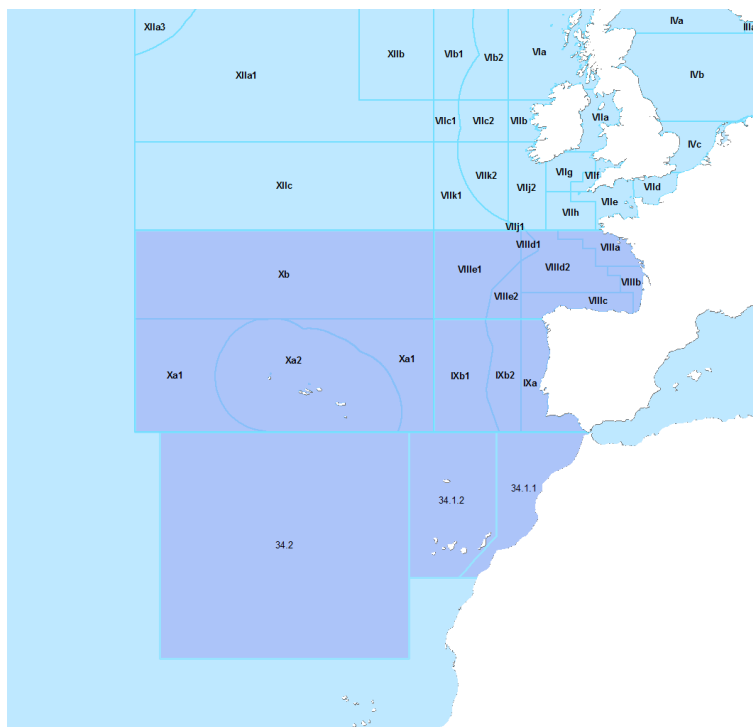 XIIa3
IVa
IIIa
XIIb
VIb1
VIb2
VIa
XIIa1
IVb
VIIc1
VIIc2
VIIb
VIIa
IVc
XIIc
VIIk2
VIIg
VIIf
VIIk1
VIIj2
VIId
VIIe
VIIh
VIIj1
VIIId1
VIIIa
Xb
VIIIe1
VIIId2
VIIIb
VIIIe2
VIIIc
Xa2
Xa1
Xa1
IXb1
IXb2
IXa
34.1.1
34.1.2
34.2